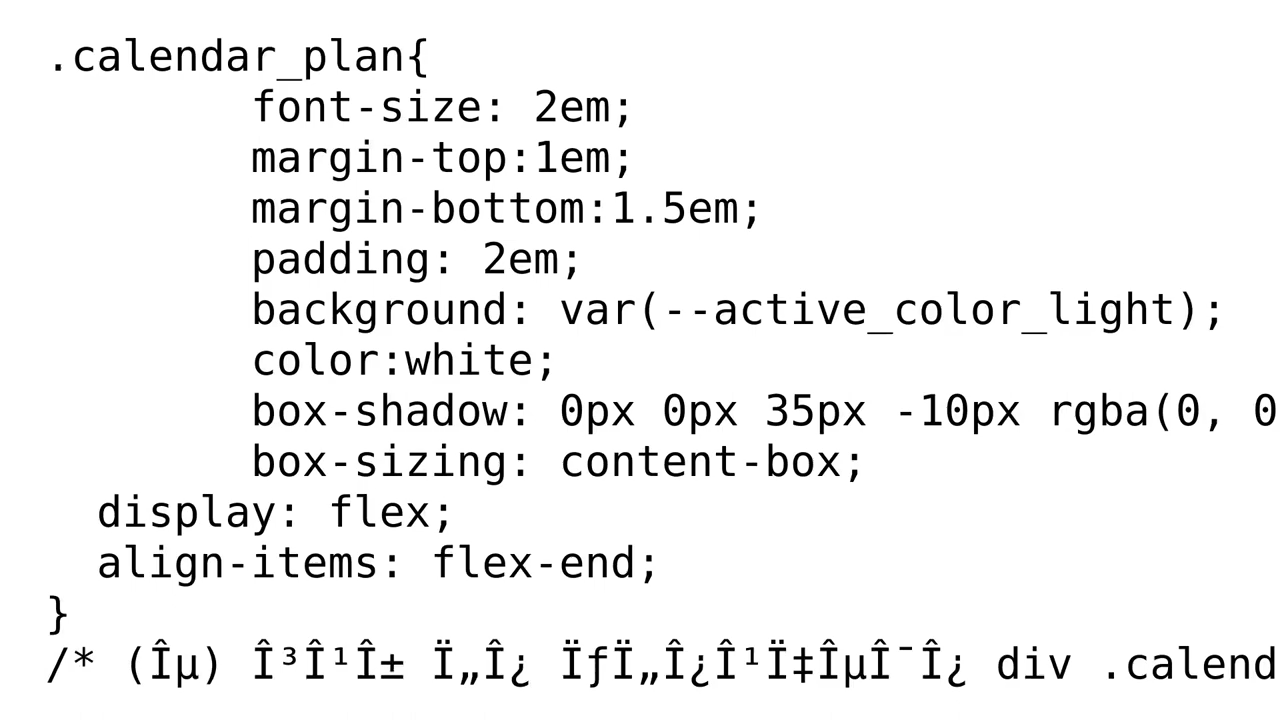 .calendar_plan{
        font-size: 2em;
        margin-top:1em;
        margin-bottom:1.5em;
        padding: 2em;
        background: var(--active_color_light);
        color:white;
        box-shadow: 0px 0px 35px -10px rgba(0, 0
        box-sizing: content-box;
  display: flex;
  align-items: flex-end;
}
/* (Îµ) Î³Î¹Î± Ï„Î¿ ÏƒÏ„Î¿Î¹Ï‡ÎµÎ¯Î¿ div .calend